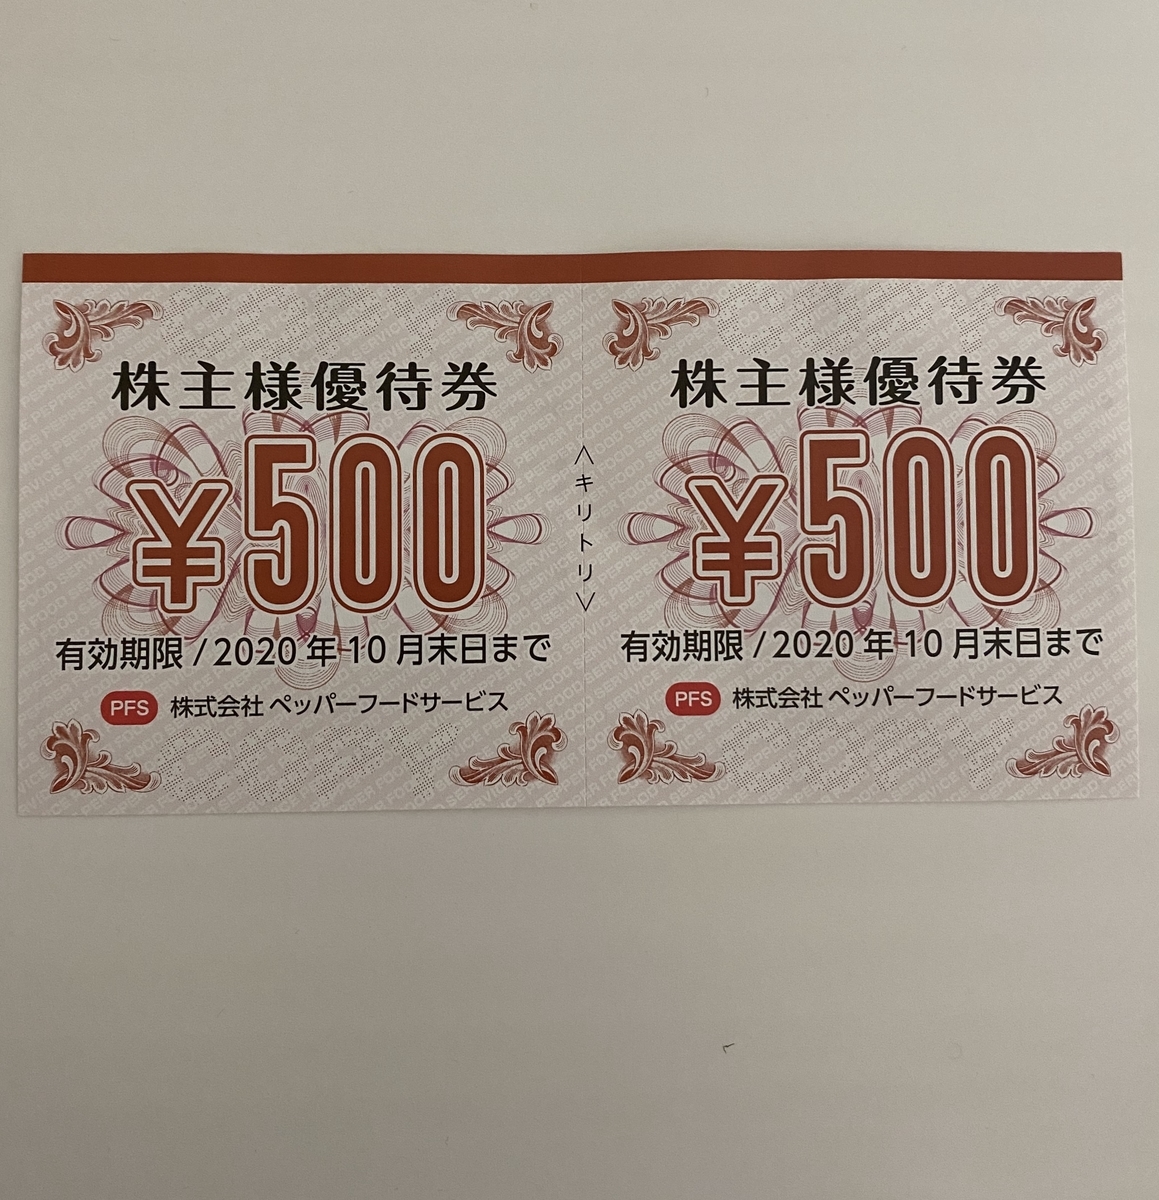 株主様優待券
¥500
有効期限/2020年10月末日まで
PFS 株式会社ペッパーフードサービス
<キリトリ>
株主様優待券
¥500
有効期限/2020年10月末日まで
PFS 株式会社ペッパーフードサービス